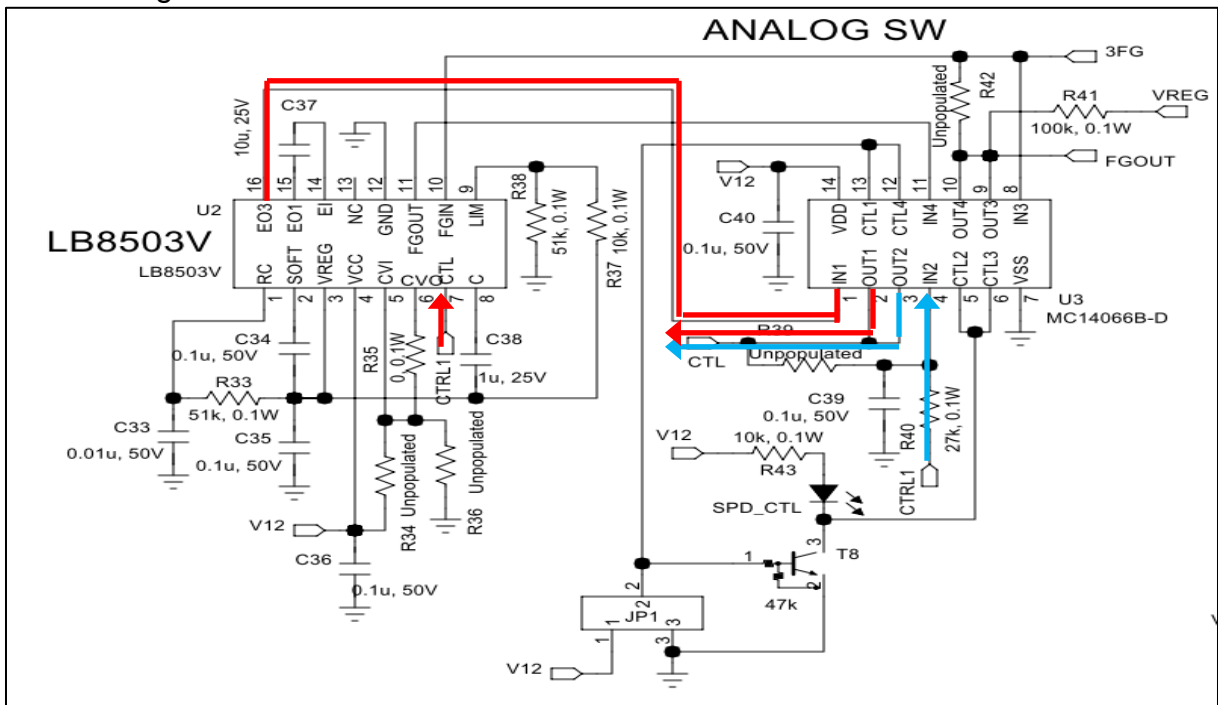 ANALOG SW
3FG
R42
Unpopulated
R41
VREG
100k, 0.1W
FGOUT
C37
10u, 25V
16 15 14 13 12 11 10 9
U2
EO3 EO1 EI NC GND FGOUT FGIN LIM
LB8503V
LB8503V
RC SOFT VREG VCC CVI CVO CTL C
1 2 3 4 5 6 7 8
R38
51k, 0.1W
10k, 0.1W
R37
V12
C40
0.1u, 50V
14 13 12 11 10 9 8
VDD CTL1 CTL4 IN4 OUT4 OUT3 IN3
IN1 OUT1 OUT2 IN2 CTL2 CTL3 VSS
1 2 3 4 5 6 7
U3
MC14066B-D
C34
0.1u, 50V
R33
51k, 0.1W
C33
0.01u, 50V
C35
0.1u, 50V
R35
0, 0.1W
CTRL1
C38
1u, 25V
R34 Unpopulated
R36 Unpopulated
V12
C36
0.1u, 50V
R39
Unpopulated
CTL
C39
0.1u, 50V
R40
27k, 0.1W
CTRL1
V12
10k, 0.1W
R43
SPD_CTL
3
1
T8
2
47k
2
2
JP1
1 3
1 3
V12